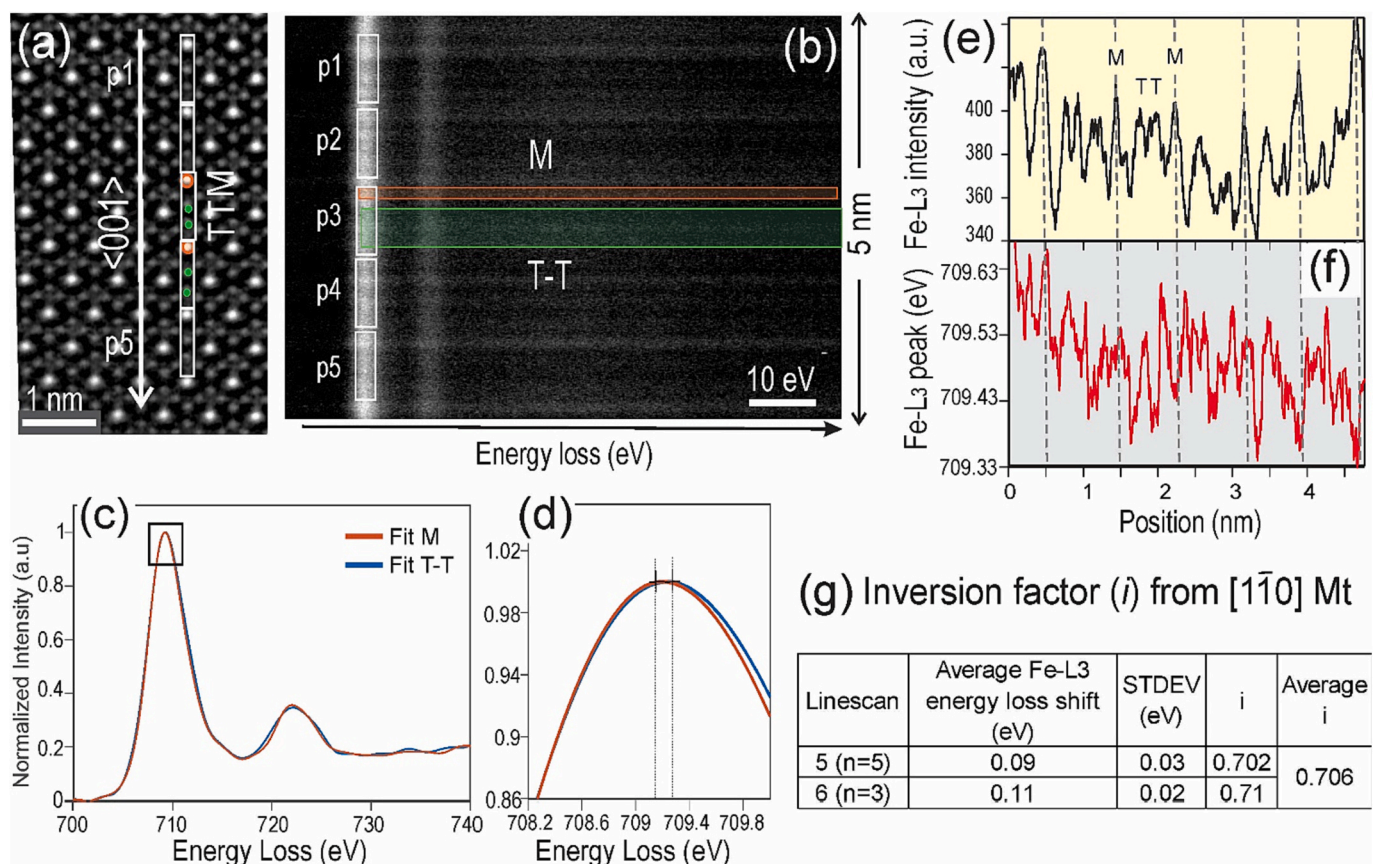 (a)
p1
<001>
TTM
p5
1 nm
(b)
p1
p2
p3
p4
p5
M
T-T
10 eV
5 nm
Energy loss (eV)
(c)
Normalized Intensity (a.u)
1
0.8
0.6
0.4
0.2
0
700
710
720
730
740
Energy Loss (eV)
Fit M
Fit T-T
(d)
1.02
0.98
0.94
0.9
0.86
708.2
708.6
709
709.4
709.8
Energy Loss (eV)
(e)
Fe-L3 intensity (a.u.)
400
380
360
340
M
M
TT
(f)
Fe-L3 peak (eV)
709.63
709.53
709.43
709.33
0
1
2
3
4
Position (nm)
(g) Inversion factor (i) from [11̄0] Mt
Linescan
Average Fe-L3
energy loss shift
(eV)
STDEV
(eV)
i
Average
i
5 (n=5)
0.09
0.03
0.702
0.706
6 (n=3)
0.11
0.02
0.71